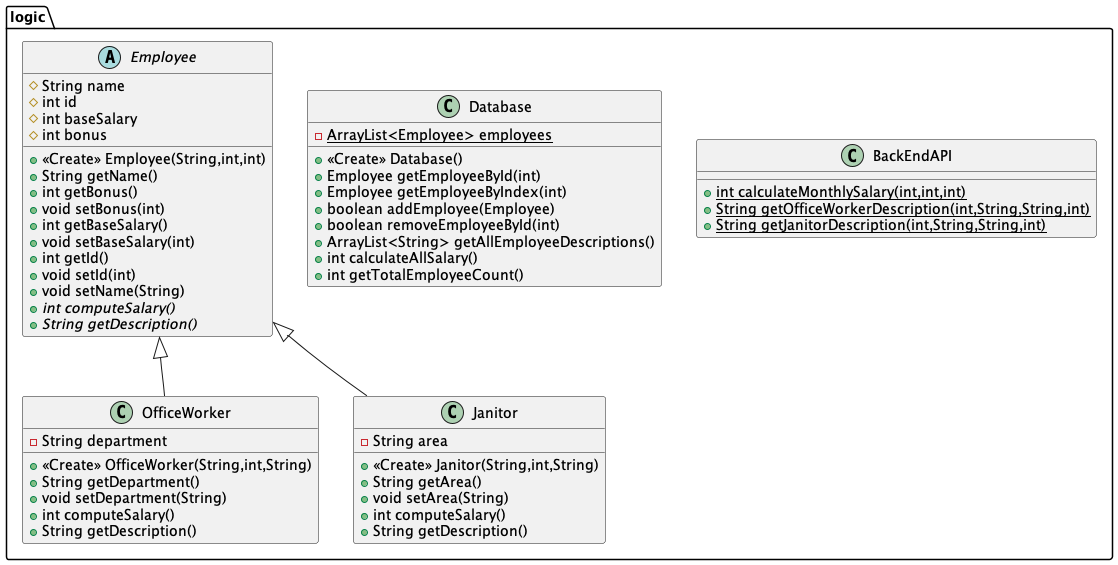 logic
A Employee
String name
int id
int baseSalary
int bonus
«Create» Employee(String,int,int)
String getName()
int getBonus()
void setBonus(int)
int getBaseSalary()
void setBaseSalary(int)
int getId()
void setId(int)
void setName(String)
int computeSalary()
String getDescription()
C Database
ArrayList<Employee> employees
«Create» Database()
Employee getEmployeeById(int)
Employee getEmployeeByIndex(int)
boolean addEmployee(Employee)
boolean removeEmployeeById(int)
ArrayList<String> getAllEmployeeDescriptions()
int calculateAllSalary()
int getTotalEmployeeCount()
C BackEndAPI
int calculateMonthlySalary(int,int,int)
String getOfficeWorkerDescription(int,String,String,int)
String getJanitorDescription(int,String,String,int)
C OfficeWorker
String department
«Create» OfficeWorker(String,int,String)
String getDepartment()
void setDepartment(String)
int computeSalary()
String getDescription()
C Janitor
String area
«Create» Janitor(String,int,String)
String getArea()
void setArea(String)
int computeSalary()
String getDescription()